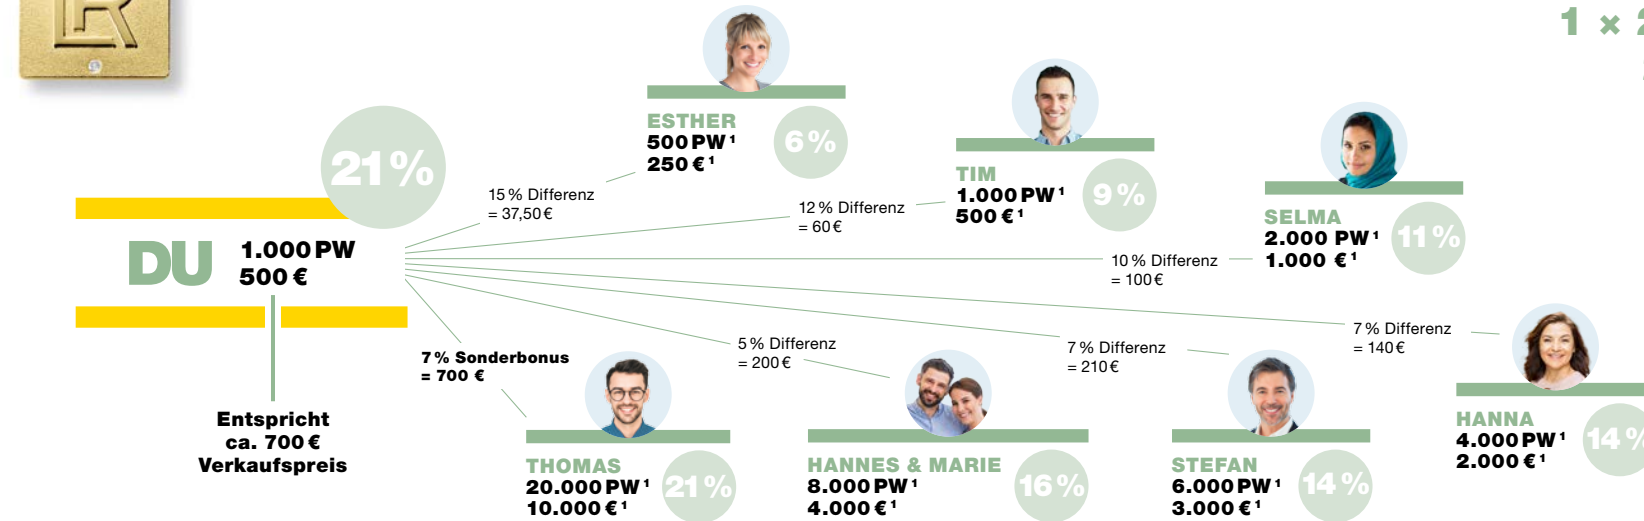 LR
1 ×
21 %
DU
1.000 PW
500 €
Entspricht
ca. 700 €
Verkaufspreis
15 % Differenz
= 37,50 €
ESTHER
500 PW ¹
250 € ¹
6 %
12 % Differenz
= 60 €
TIM
1.000 PW ¹
500 € ¹
9 %
10 % Differenz
= 100 €
SELMA
2.000 PW ¹
1.000 € ¹
11 %
7 % Differenz
= 140 €
HANNA
4.000 PW ¹
2.000 € ¹
14 %
7 % Differenz
= 210 €
STEFAN
6.000 PW ¹
3.000 € ¹
14 %
5 % Differenz
= 200 €
HANNES & MARIE
8.000 PW ¹
4.000 € ¹
16 %
7 % Sonderbonus
= 700 €
THOMAS
20.000 PW ¹
10.000 € ¹
21 %